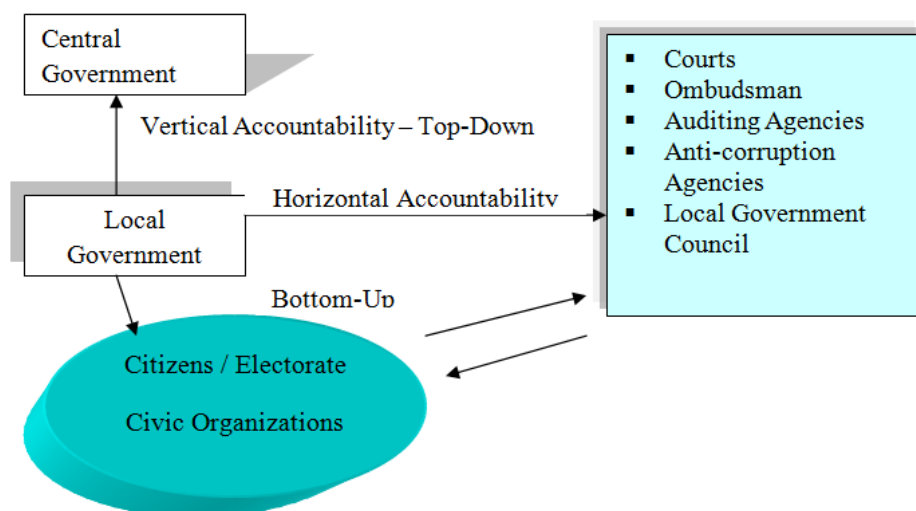 Central
Government
Vertical Accountability – Top-Down
Horizontal Accountability
Local
Government
Bottom-Up
Citizens / Electorate
Civic Organizations
▪ Courts
▪ Ombudsman
▪ Auditing Agencies
▪ Anti-corruption
Agencies
▪ Local Government
Council